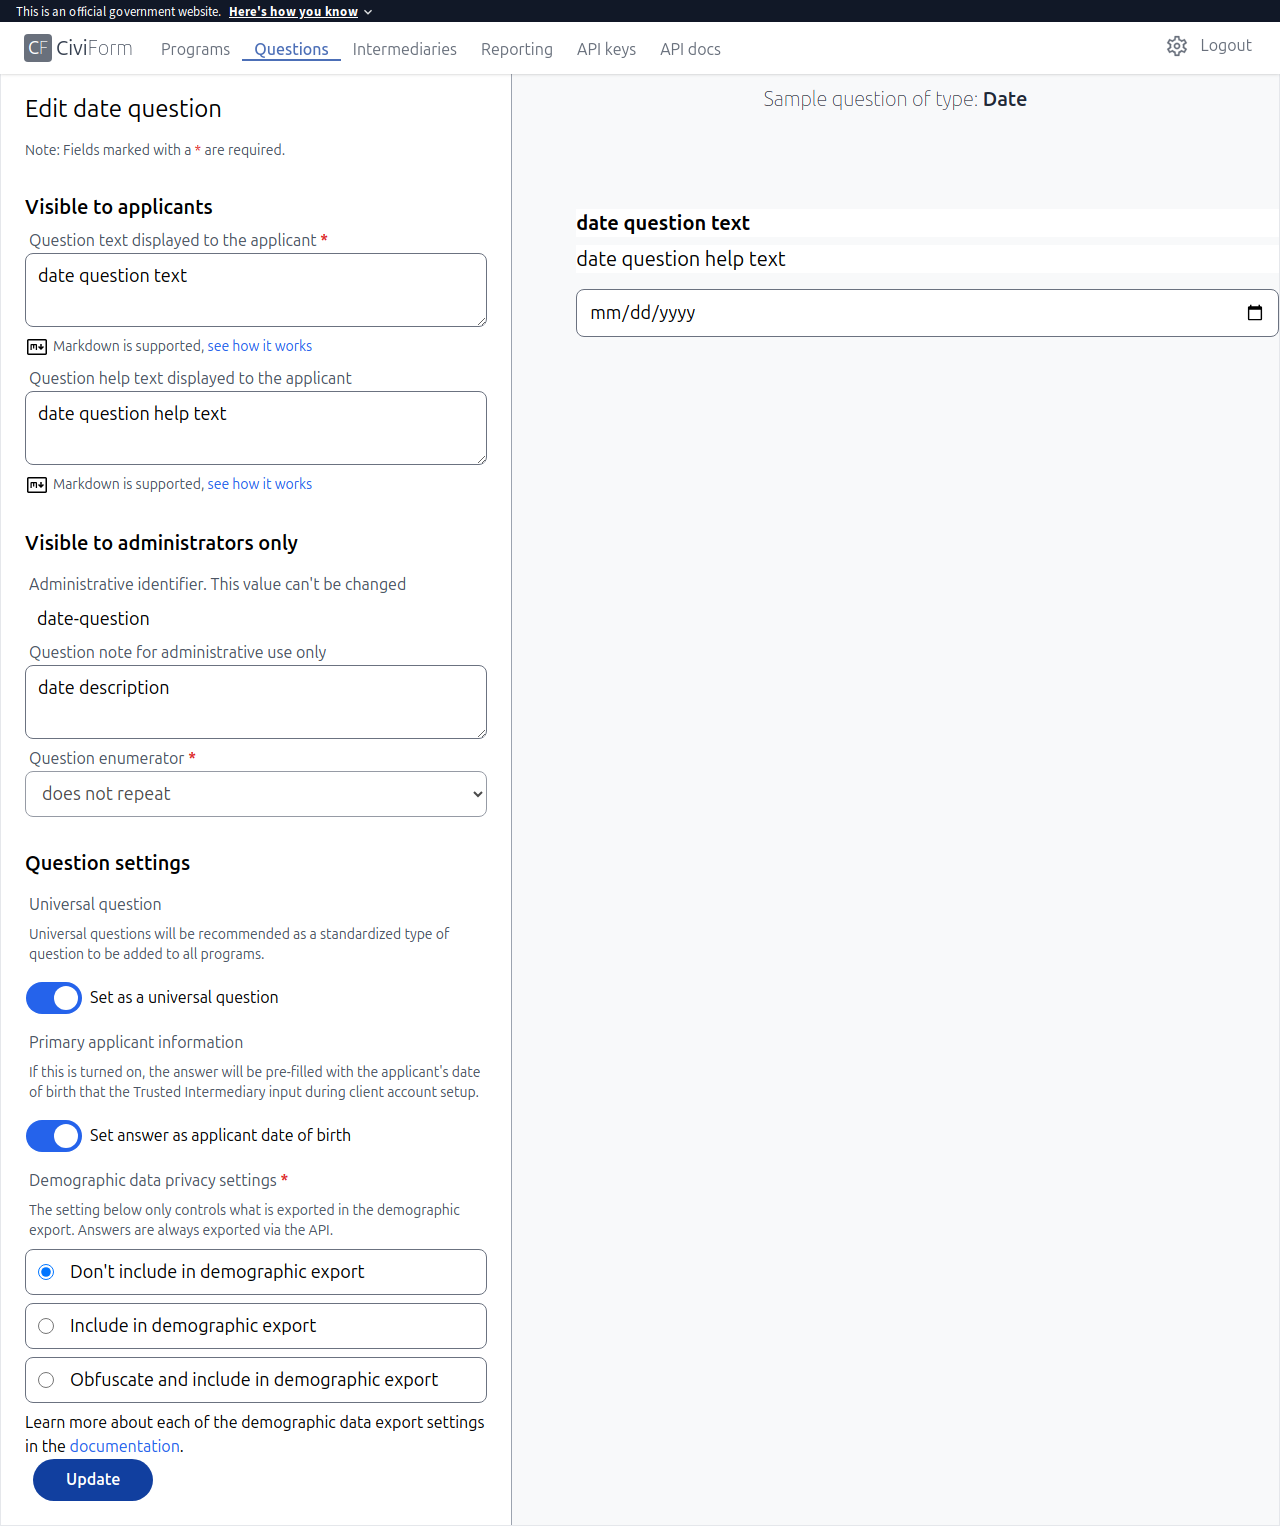 This is an official government website. Here's how you know
CF CiviForm Programs Questions Intermediaries Reporting API keys API docs Logout
Edit date question
Note: Fields marked with a * are required.
Visible to applicants
Question text displayed to the applicant *
date question text
Markdown is supported, see how it works
Question help text displayed to the applicant
date question help text
Markdown is supported, see how it works
Visible to administrators only
Administrative identifier. This value can't be changed
date-question
Question note for administrative use only
date description
Question enumerator *
does not repeat
Question settings
Universal question
Universal questions will be recommended as a standardized type of
question to be added to all programs.
Set as a universal question
Primary applicant information
If this is turned on, the answer will be pre-filled with the applicant's date
of birth that the Trusted Intermediary input during client account setup.
Set answer as applicant date of birth
Demographic data privacy settings *
The setting below only controls what is exported in the demographic
export. Answers are always exported via the API.
Don't include in demographic export
Include in demographic export
Obfuscate and include in demographic export
Learn more about each of the demographic data export settings
in the documentation.
Update
Sample question of type: Date
date question text
date question help text
mm/dd/yyyy